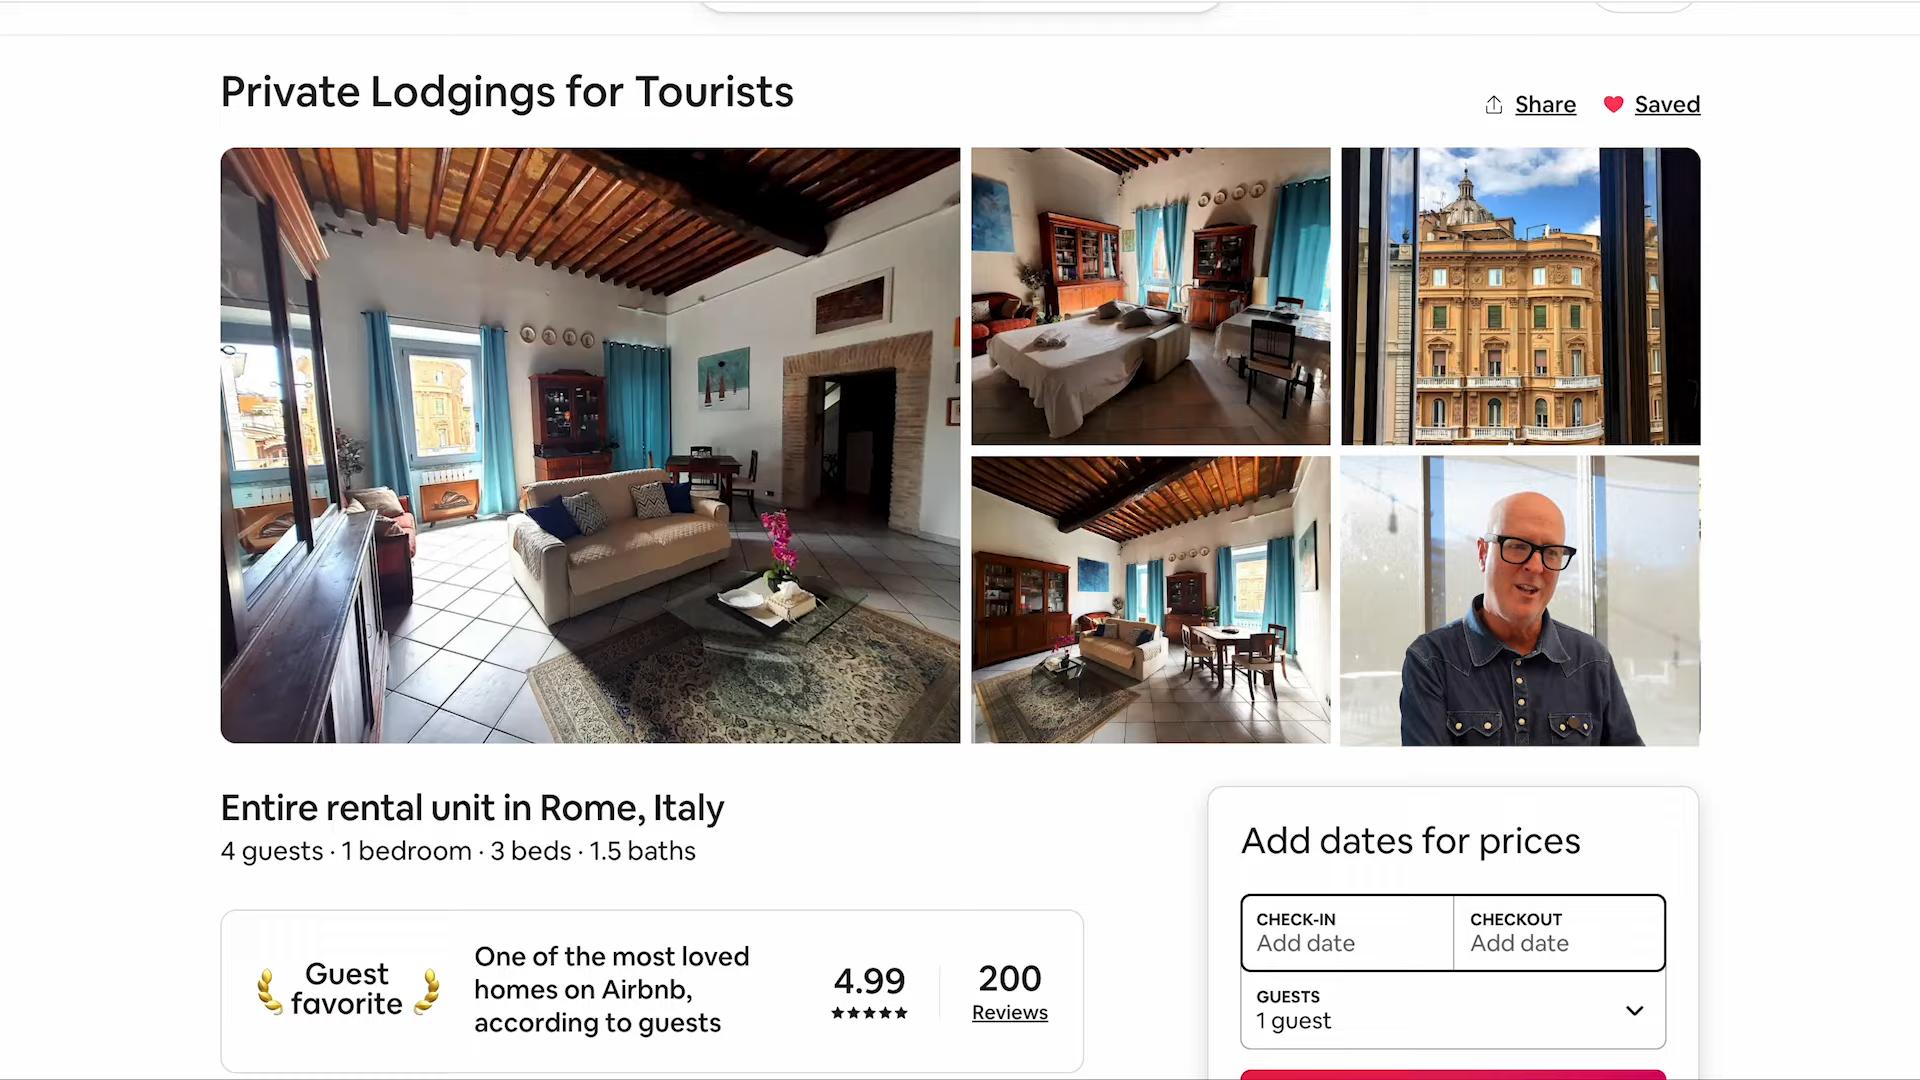 Private Lodgings for Tourists
Share
Saved
Entire rental unit in Rome, Italy
4 guests · 1 bedroom · 3 beds · 1.5 baths
Guest
favorite
One of the most loved
homes on Airbnb,
according to guests
4.99
200
Reviews
Add dates for prices
CHECK-IN
Add date
CHECKOUT
Add date
GUESTS
1 guest